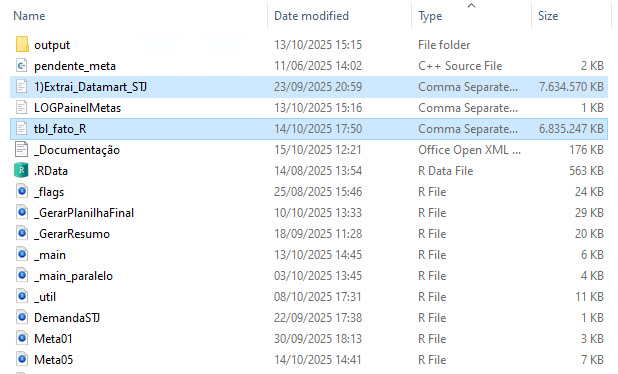 Name Date modified Type Size
output 13/10/2025 15:15 File folder
pendente_meta 11/06/2025 14:02 C++ Source File 2 KB
1)Extrai_Datamart_STJ 23/09/2025 20:59 Comma Separate... 7.634.570 KB
LOGPainelMetas 13/10/2025 15:16 Comma Separate... 1 KB
tbl_fato_R 14/10/2025 17:50 Comma Separate... 6.835.247 KB
_Documentação 15/10/2025 12:21 Office Open XML ... 176 KB
.RData 14/08/2025 13:54 R Data File 563 KB
_flags 25/08/2025 15:46 R File 24 KB
_GerarPlanilhaFinal 10/10/2025 13:33 R File 29 KB
_GerarResumo 18/09/2025 11:28 R File 20 KB
_main 13/10/2025 14:45 R File 6 KB
_main_paralelo 03/10/2025 13:45 R File 4 KB
_util 08/10/2025 17:31 R File 11 KB
DemandaSTJ 22/09/2025 17:38 R File 1 KB
Meta01 30/09/2025 18:13 R File 3 KB
Meta05 14/10/2025 14:41 R File 7 KB